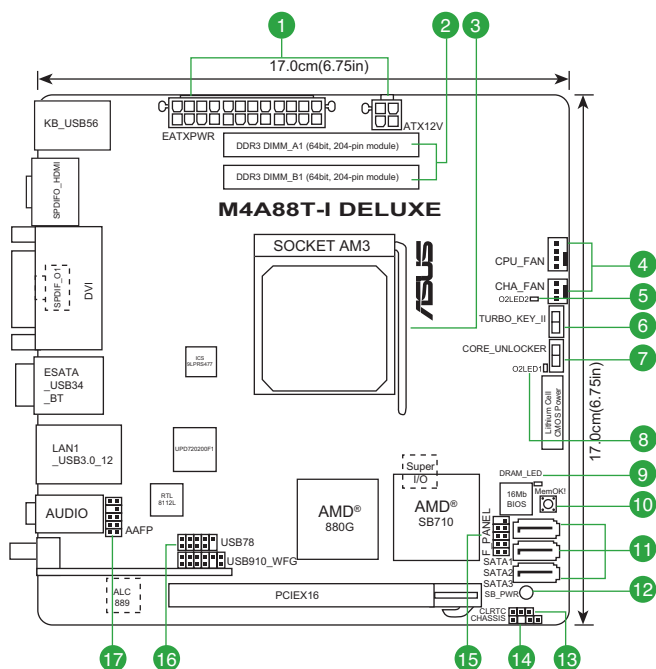 1
2
3
17.0cm(6.75in)
KB_USB56
EATXPWR
ATX12V
DDR3 DIMM_A1 (64bit, 204-pin module)
DDR3 DIMM_B1 (64bit, 204-pin module)
SPDIFO_HDMI
M4A88T-I DELUXE
SOCKET AM3
ASUS
CPU_FAN
4
SPDIF_O1
DVI
CHA_FAN
O2LED2
5
TURBO_KEY_II
6
CORE_UNLOCKER
7
ICS
9LPRS477
O2LED1
ESATA
_USB34
_BT
Lithium Cell
CMOS Power
17.0cm(6.75in)
8
LAN1
_USB3.0_12
UPD720200F1
Super
I/O
DRAM_LED
9
RTL
8112L
AMD®
880G
AMD®
SB710
16Mb
BIOS
MemOK!
10
AUDIO
AAFP
USB78
USB910_WFG
F_PANEL
SATA1
SATA2
SATA3
11
SB_PWR
12
ALC
889
PCIEX16
CLRTC
CHASSIS
17
16
15
14
13